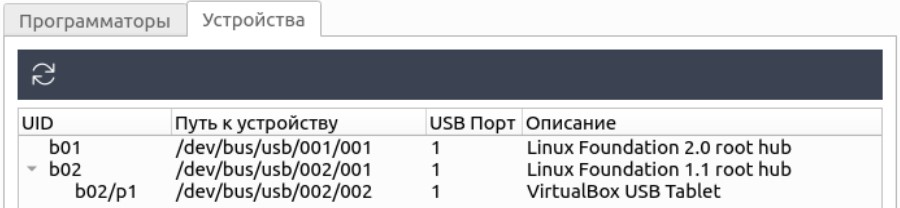 Программаторы Устройства
UID Путь к устройству USB Порт Описание
b01 /dev/bus/usb/001/001 1 Linux Foundation 2.0 root hub
b02 /dev/bus/usb/002/001 1 Linux Foundation 1.1 root hub
b02/p1 /dev/bus/usb/002/002 1 VirtualBox USB Tablet